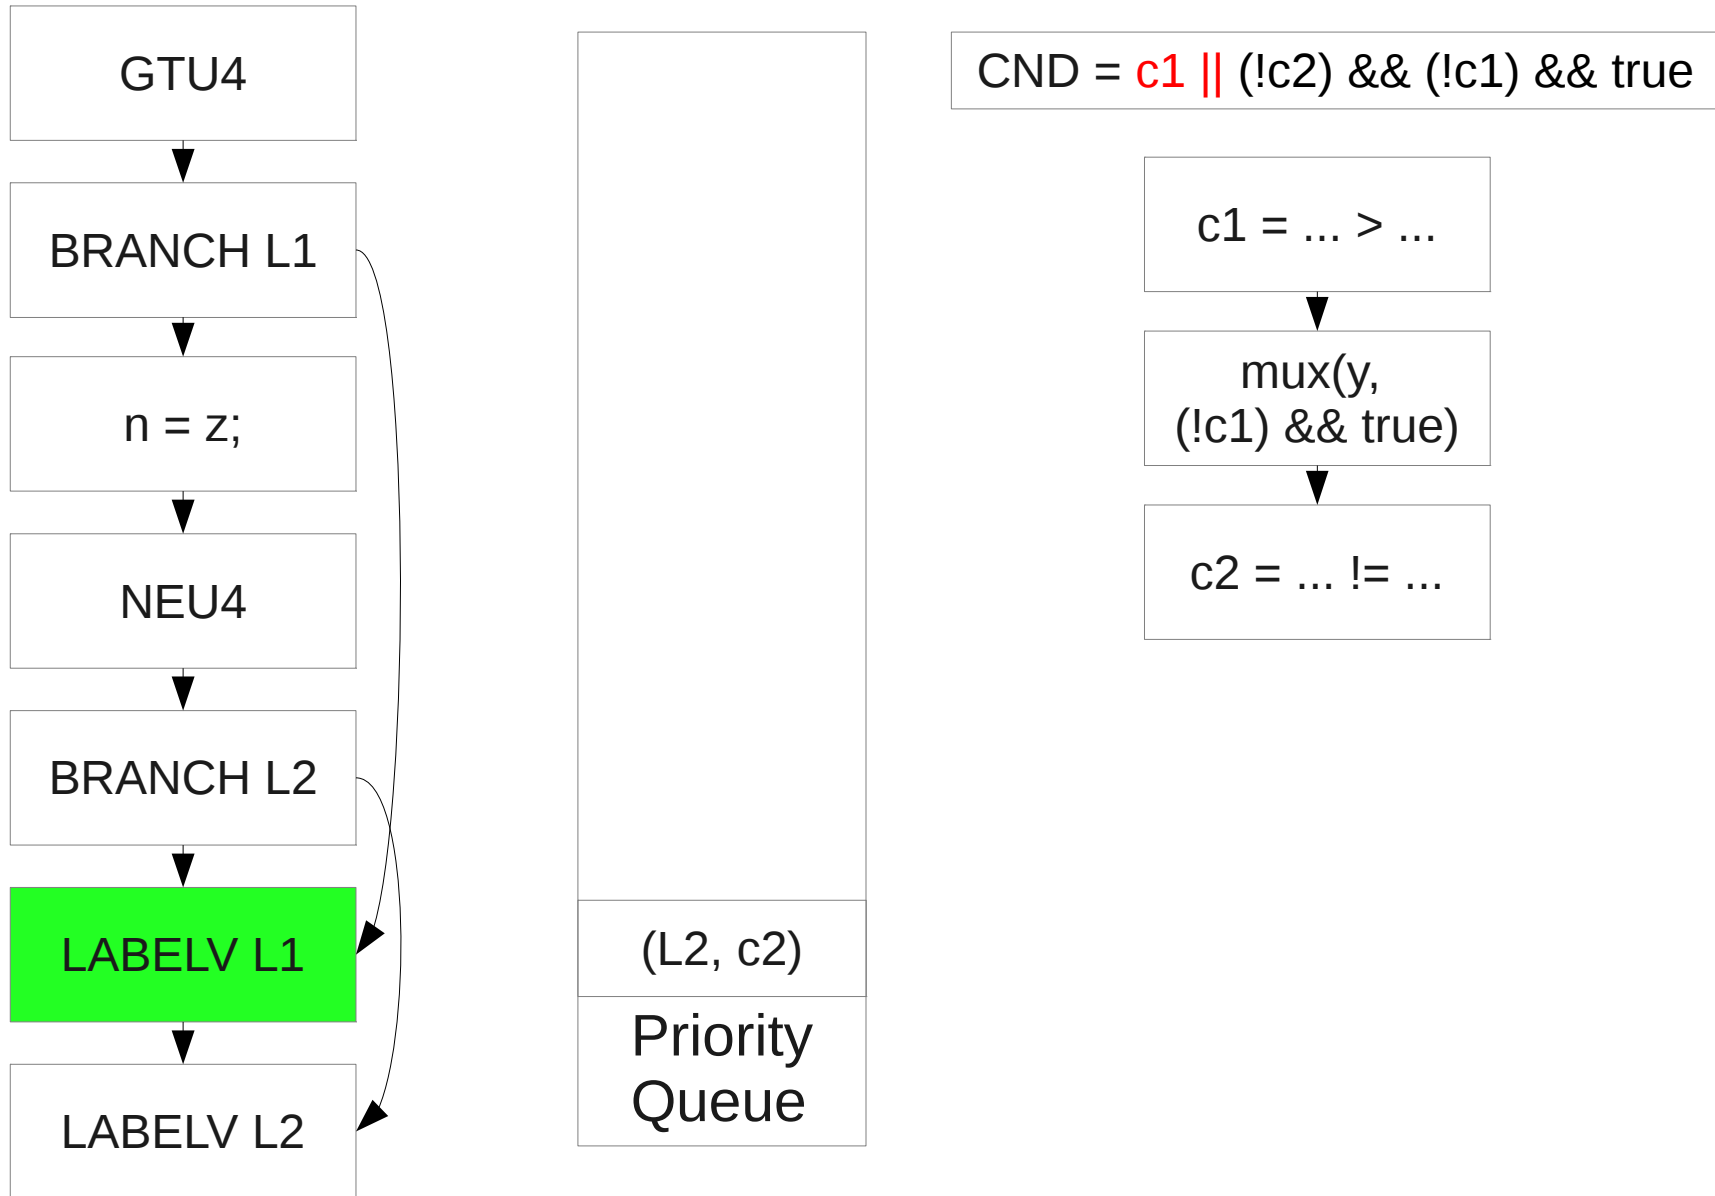 GTU4
BRANCH L1
n = z;
NEU4
BRANCH L2
LABELV L1
LABELV L2
(L2, c2)
Priority
Queue
CND = c1 || (!c2) && (!c1) && true
c1 = ... > ...
mux(y,
(!c1) && true)
c2 = ... != ...